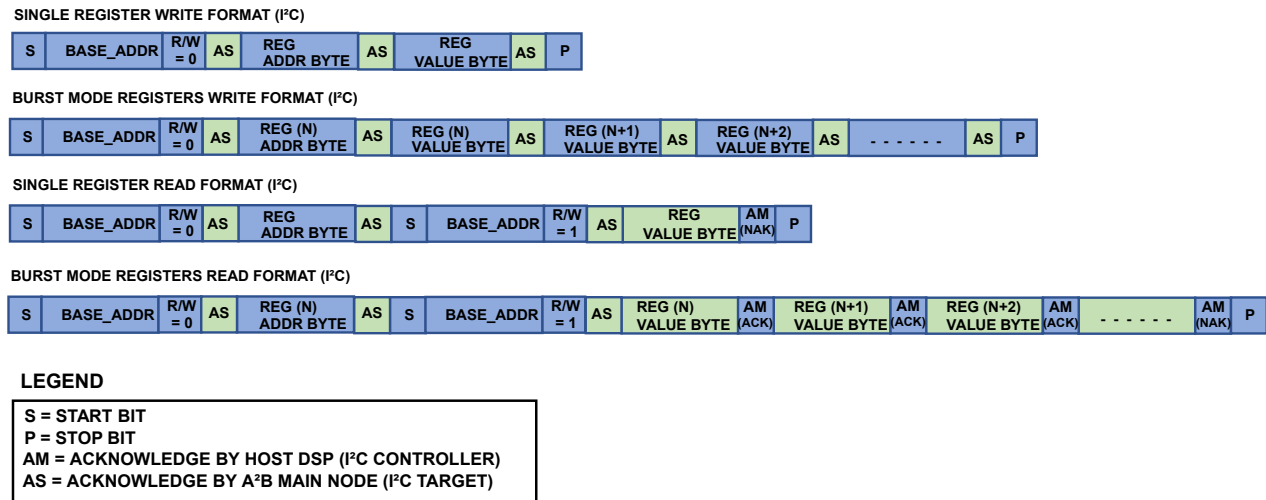 SINGLE REGISTER WRITE FORMAT (I²C)
S BASE_ADDR R/W = 0 AS REG ADDR BYTE AS REG VALUE BYTE AS P
BURST MODE REGISTERS WRITE FORMAT (I²C)
S BASE_ADDR R/W = 0 AS REG (N) ADDR BYTE AS REG (N) VALUE BYTE AS REG (N+1) VALUE BYTE AS REG (N+2) VALUE BYTE AS - - - - - - AS P
SINGLE REGISTER READ FORMAT (I²C)
S BASE_ADDR R/W = 0 AS REG ADDR BYTE AS S BASE_ADDR R/W = 1 AS REG VALUE BYTE AM (NAK) P
BURST MODE REGISTERS READ FORMAT (I²C)
S BASE_ADDR R/W = 0 AS REG (N) ADDR BYTE AS S BASE_ADDR R/W = 1 AS REG (N) VALUE BYTE AM (ACK) REG (N+1) VALUE BYTE AM (ACK) REG (N+2) VALUE BYTE AM (ACK) - - - - - - AM (NAK) P
LEGEND
S = START BIT
P = STOP BIT
AM = ACKNOWLEDGE BY HOST DSP (I²C CONTROLLER)
AS = ACKNOWLEDGE BY A²B MAIN NODE (I²C TARGET)